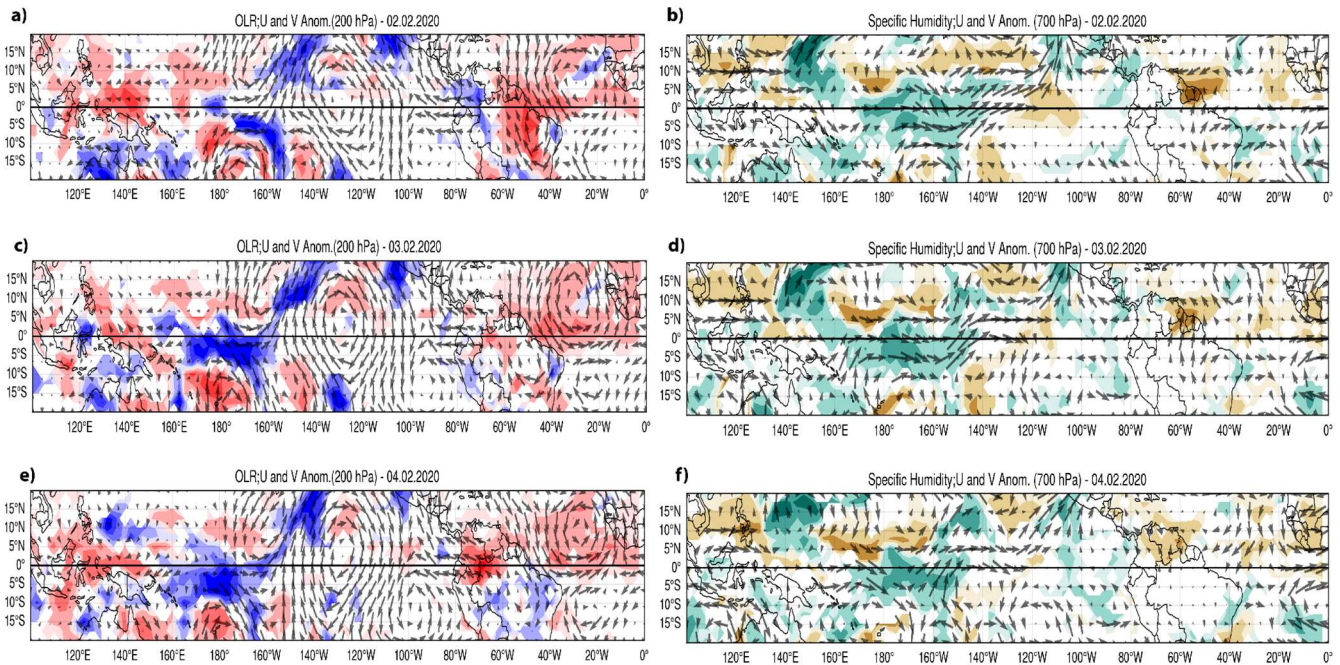 a)
OLR;U and V Anom.(200 hPa) - 02.02.2020
15°N
10°N
5°N
0°
5°S
10°S
15°S
120°E 140°E 160°E 180° 160°W 140°W 120°W 100°W 80°W 60°W 40°W 20°W 0°
b)
Specific Humidity;U and V Anom. (700 hPa) - 02.02.2020
15°N
10°N
5°N
0°
5°S
10°S
15°S
120°E 140°E 160°E 180° 160°W 140°W 120°W 100°W 80°W 60°W 40°W 20°W 0°
c)
OLR;U and V Anom.(200 hPa) - 03.02.2020
15°N
10°N
5°N
0°
5°S
10°S
15°S
120°E 140°E 160°E 180° 160°W 140°W 120°W 100°W 80°W 60°W 40°W 20°W 0°
d)
Specific Humidity;U and V Anom. (700 hPa) - 03.02.2020
15°N
10°N
5°N
0°
5°S
10°S
15°S
120°E 140°E 160°E 180° 160°W 140°W 120°W 100°W 80°W 60°W 40°W 20°W 0°
e)
OLR;U and V Anom.(200 hPa) - 04.02.2020
15°N
10°N
5°N
0°
5°S
10°S
15°S
120°E 140°E 160°E 180° 160°W 140°W 120°W 100°W 80°W 60°W 40°W 20°W 0°
f)
Specific Humidity;U and V Anom. (700 hPa) - 04.02.2020
15°N
10°N
5°N
0°
5°S
10°S
15°S
120°E 140°E 160°E 180° 160°W 140°W 120°W 100°W 80°W 60°W 40°W 20°W 0°